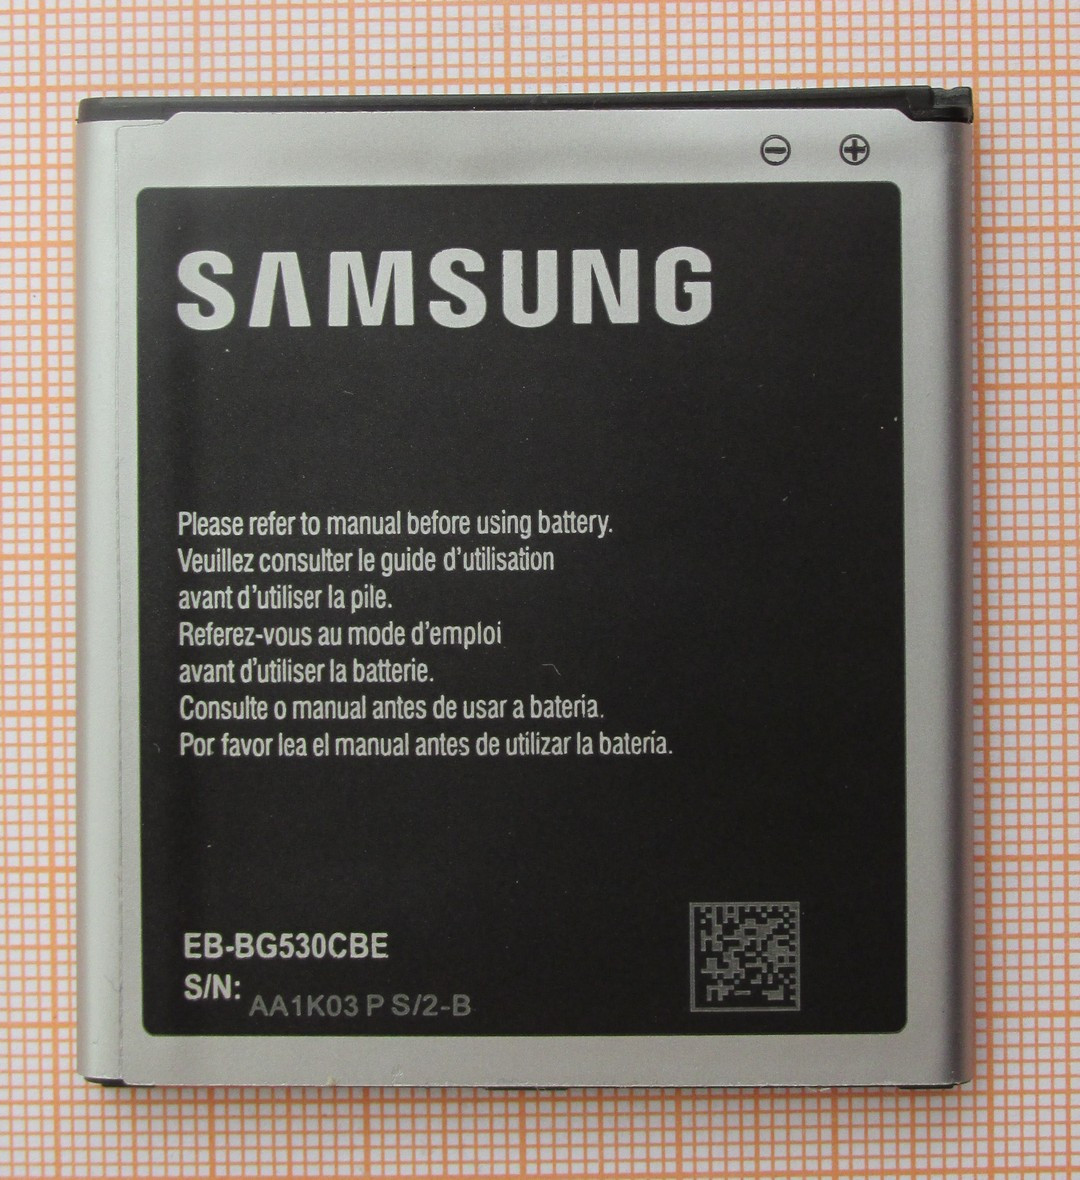 SAMSUNG
Please refer to manual before using battery.
Veuillez consulter le guide d'utilisation
avant d'utiliser la pile.
Referez-vous au mode d'emploi
avant d'utiliser la batterie.
Consulte o manual antes de usar a bateria.
Por favor lea el manual antes de utilizar la batería.
EB-BG530CBE
S/N: AA1K03 P S/2-B